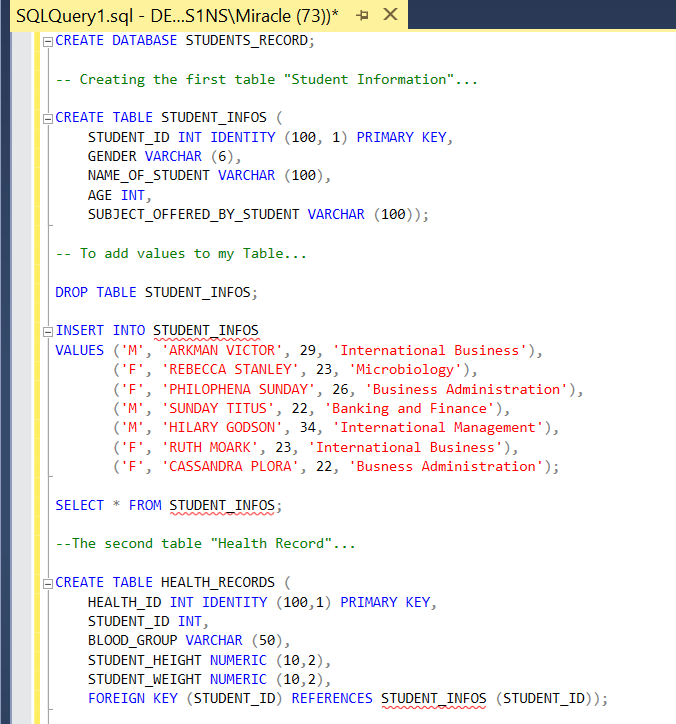 SQLQuery1.sql - DE...S1NS\Miracle (73))*
CREATE DATABASE STUDENTS_RECORD;
-- Creating the first table "Student Information"...
CREATE TABLE STUDENT_INFOS (
STUDENT_ID INT IDENTITY (100, 1) PRIMARY KEY,
GENDER VARCHAR (6),
NAME_OF_STUDENT VARCHAR (100),
AGE INT,
SUBJECT_OFFERED_BY_STUDENT VARCHAR (100));
-- To add values to my Table...
DROP TABLE STUDENT_INFOS;
INSERT INTO STUDENT_INFOS
VALUES ('M', 'ARKMAN VICTOR', 29, 'International Business'),
('F', 'REBECCA STANLEY', 23, 'Microbiology'),
('F', 'PHILOPHENA SUNDAY', 26, 'Business Administration'),
('M', 'SUNDAY TITUS', 22, 'Banking and Finance'),
('M', 'HILARY GODSON', 34, 'International Management'),
('F', 'RUTH MOARK', 23, 'International Business'),
('F', 'CASSANDRA PLORA', 22, 'Busness Administration');
SELECT * FROM STUDENT_INFOS;
--The second table "Health Record"...
CREATE TABLE HEALTH_RECORDS (
HEALTH_ID INT IDENTITY (100,1) PRIMARY KEY,
STUDENT_ID INT,
BLOOD_GROUP VARCHAR (50),
STUDENT_HEIGHT NUMERIC (10,2),
STUDENT_WEIGHT NUMERIC (10,2),
FOREIGN KEY (STUDENT_ID) REFERENCES STUDENT_INFOS (STUDENT_ID));